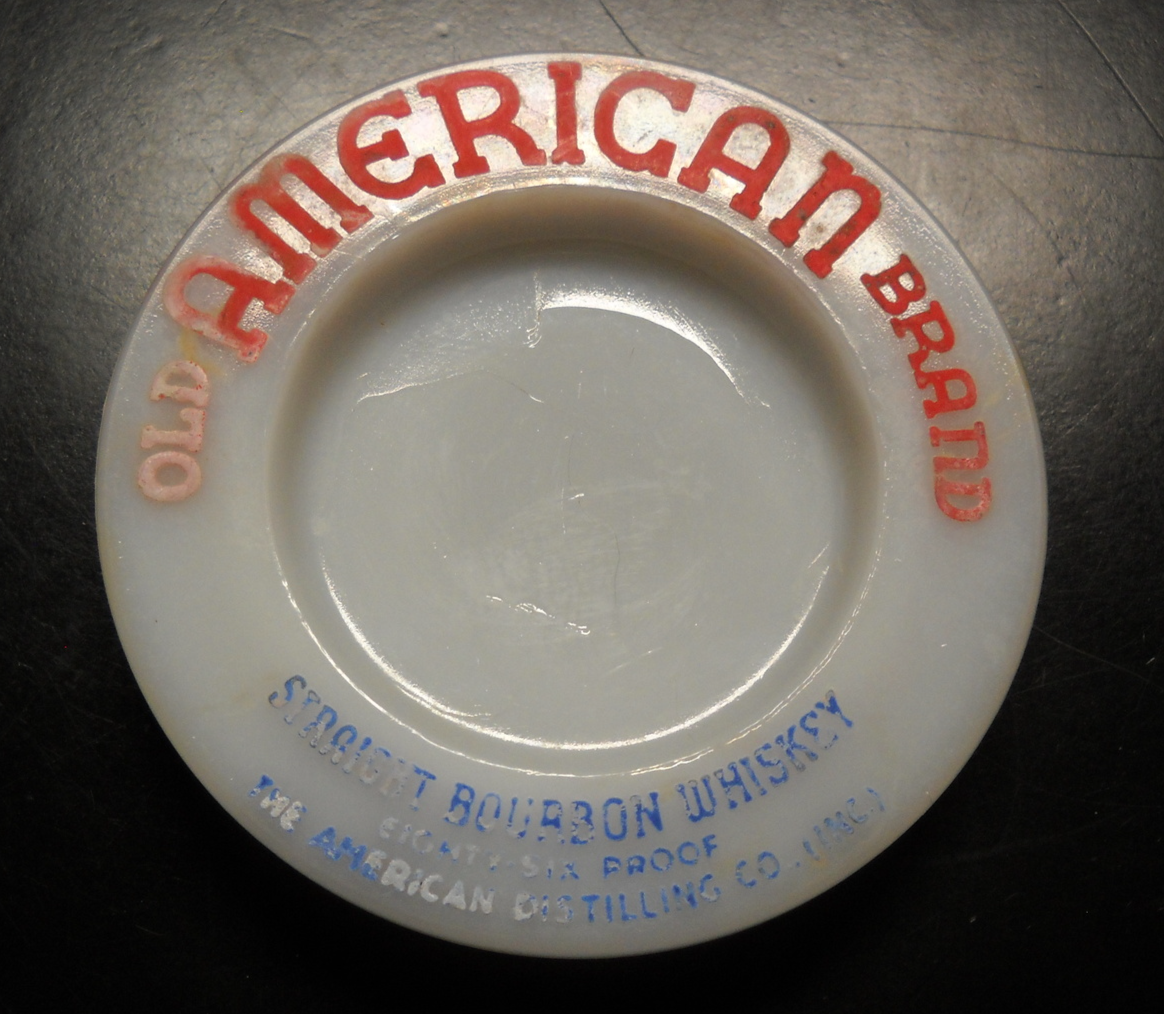 OLD AMERICAN BRAND
STRAIGHT BOURBON WHISKEY
EIGHTY-SIX PROOF
THE AMERICAN DISTILLING CO., (INC.)